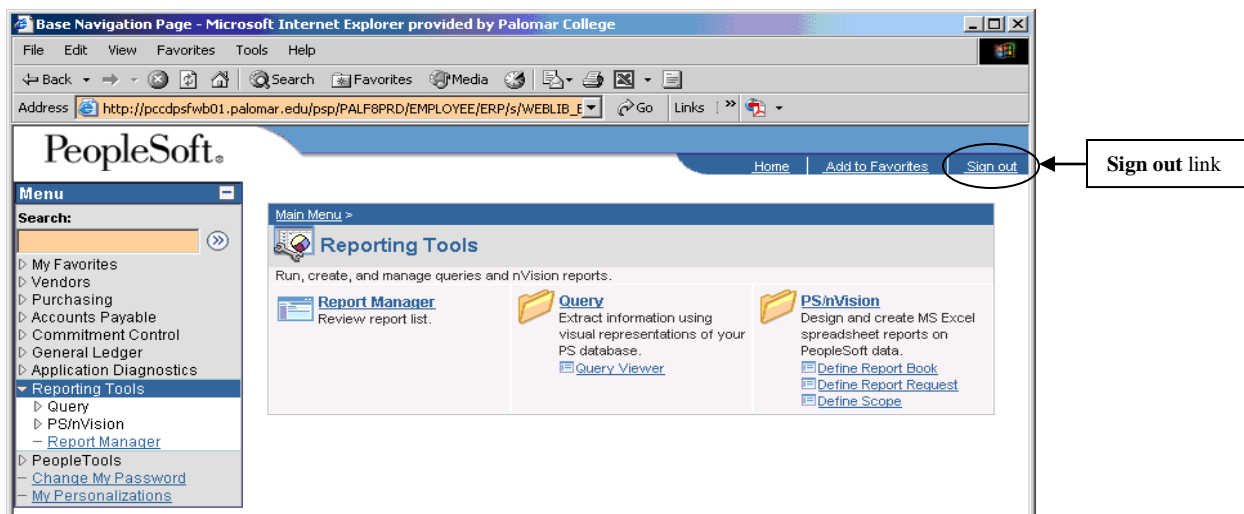 Base Navigation Page - Microsoft Internet Explorer provided by Palomar College
File Edit View Favorites Tools Help
Back Search Favorites Media
Address http://pccdpsfwb01.palomar.edu/psp/PALF8PRD/EMPLOYEE/ERP/s/WEBLIB_ Go Links »
PeopleSoft®
Home Add to Favorites Sign out
Sign out link
Menu
Search:
My Favorites
Vendors
Purchasing
Accounts Payable
Commitment Control
General Ledger
Application Diagnostics
Reporting Tools
Query
PS/nVision
Report Manager
PeopleTools
Change My Password
My Personalizations
Main Menu >
Reporting Tools
Run, create, and manage queries and nVision reports.
Report Manager
Review report list.
Query
Extract information using
visual representations of your
PS database.
Query Viewer
PS/nVision
Design and create MS Excel
spreadsheet reports on
PeopleSoft data.
Define Report Book
Define Report Request
Define Scope